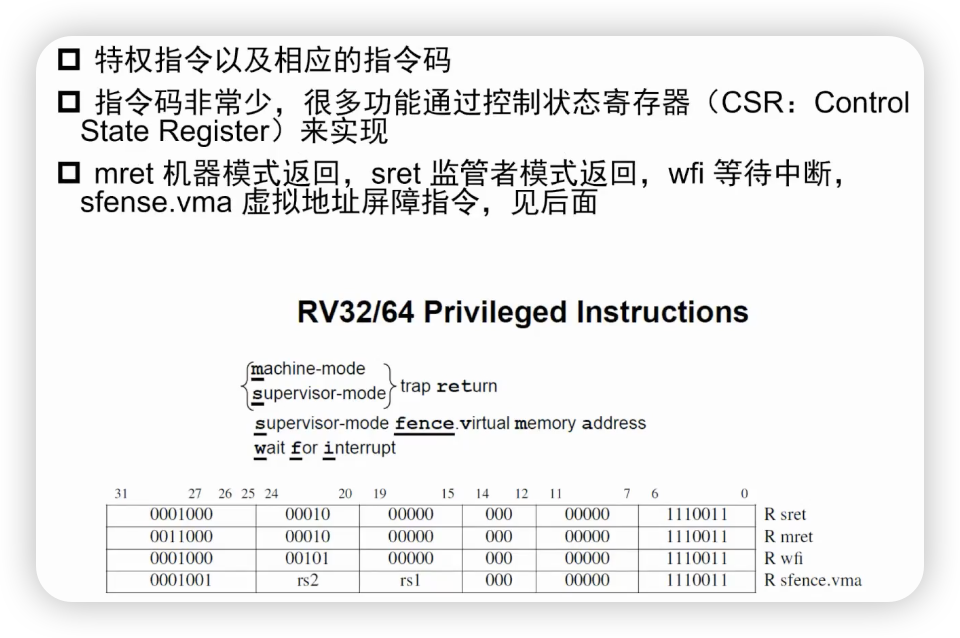 特权指令以及相应的指令码
指令码非常少，很多功能通过控制状态寄存器（CSR：Control
State Register）来实现
mret 机器模式返回，sret 监管者模式返回，wfi 等待中断，
sfense.vma 虚拟地址屏障指令，见后面
RV32/64 Privileged Instructions
machine-mode
supervisor-mode
trap return
supervisor-mode fence.virtual memory address
wait for interrupt
31 27 26 25 24 20 19 15 14 12 11 7 6 0
0001000 00010 00000 000 00000 1110011 R sret
0011000 00010 00000 000 00000 1110011 R mret
0001000 00101 00000 000 00000 1110011 R wfi
0001001 rs2 rs1 000 00000 1110011 R sfence.vma